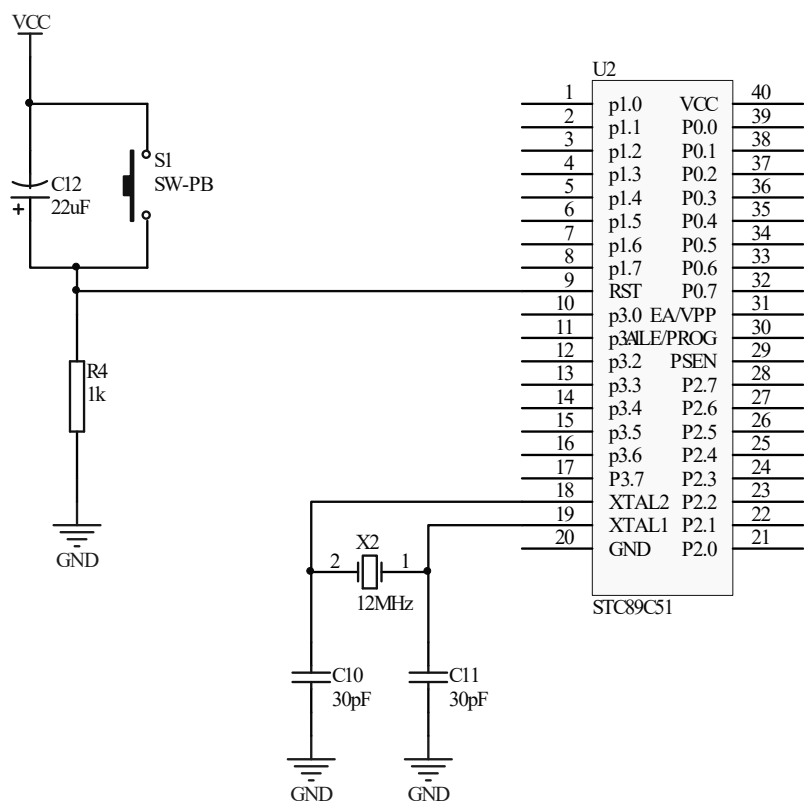 VCC
C12
22uF
+
S1
SW-PB
R4
1k
GND
U2
1 p1.0 VCC 40
2 p1.1 P0.0 39
3 p1.2 P0.1 38
4 p1.3 P0.2 37
5 p1.4 P0.3 36
6 p1.5 P0.4 35
7 p1.6 P0.5 34
8 p1.7 P0.6 33
9 RST P0.7 32
10 p3.0 EA/VPP 31
11 p3.1 ALE/PROG 30
12 p3.2 PSEN 29
13 p3.3 P2.7 28
14 p3.4 P2.6 27
15 p3.5 P2.5 26
16 p3.6 P2.4 25
17 P3.7 P2.3 24
18 XTAL2 P2.2 23
19 XTAL1 P2.1 22
20 GND P2.0 21
STC89C51
X2
2 1
12MHz
C10
30pF
C11
30pF
GND
GND